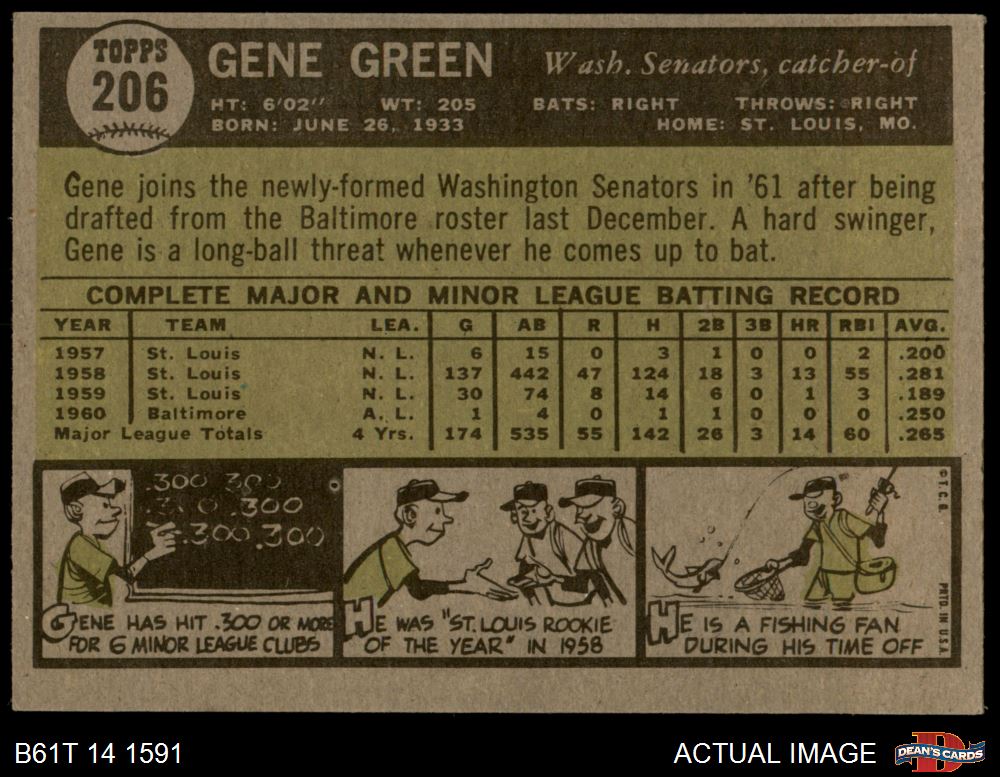 TOPPS
206
GENE GREEN
Wash. Senators, catcher-of
HT: 6'02" WT: 205 BATS: RIGHT THROWS: RIGHT
BORN: JUNE 26, 1933 HOME: ST. LOUIS, MO.
Gene joins the newly-formed Washington Senators in '61 after being
drafted from the Baltimore roster last December. A hard swinger,
Gene is a long-ball threat whenever he comes up to bat.
COMPLETE MAJOR AND MINOR LEAGUE BATTING RECORD
YEAR TEAM LEA. G AB R H 2B 3B HR RBI AVG.
1957 St. Louis N. L. 6 15 0 3 1 0 0 2 .200
1958 St. Louis N. L. 137 442 47 124 18 3 13 55 .281
1959 St. Louis N. L. 30 74 8 14 6 0 1 3 .189
1960 Baltimore A. L. 1 4 0 1 1 0 0 0 .250
Major League Totals 4 Yrs. 174 535 55 142 26 3 14 60 .265
.300 .300
.300 .300
.300 .300
GENE HAS HIT .300 OR MORE
FOR 6 MINOR LEAGUE CLUBS
HE WAS "ST. LOUIS ROOKIE
OF THE YEAR" IN 1958
HE IS A FISHING FAN
DURING HIS TIME OFF
© T. C. G.
PRTD. IN U.S.A.
B61T 14 1591
ACTUAL IMAGE
DEAN'S CARDS